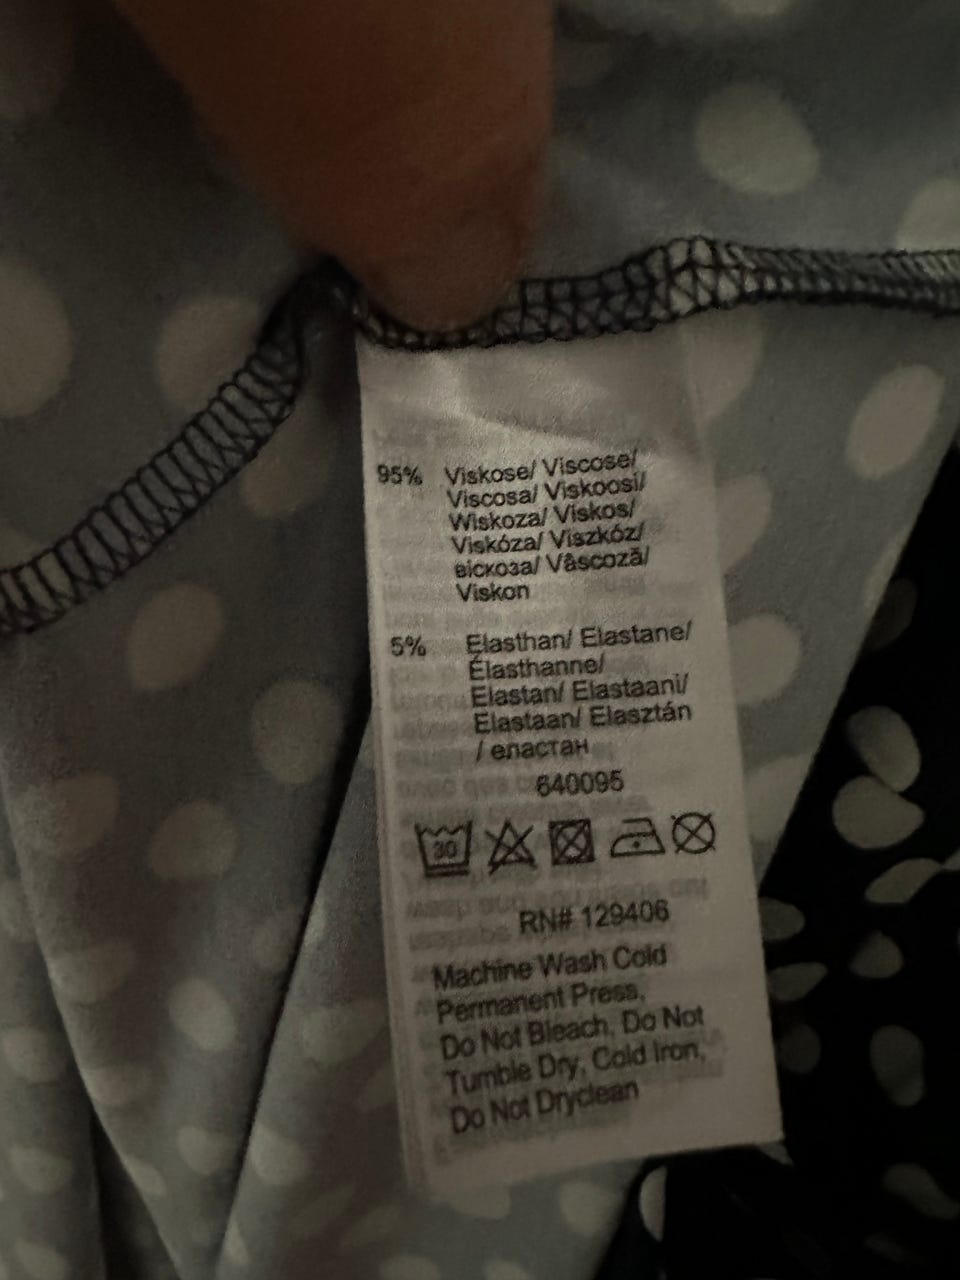 95% Viskose/ Viscose/
Viscosa/ Viskoosi/
Wiskoza/ Viskos/
Viskóza/ Viszkóz/
віскоза/ Vâscoză/
Viskon
5% Elasthan/ Elastane/
Élasthanne/
Elastan/ Elastaani/
Elastaan/ Elasztán
/ еластан
640095
30
RN# 129406
Machine Wash Cold
Permanent Press,
Do Not Bleach, Do Not
Tumble Dry, Cold Iron,
Do Not Dryclean